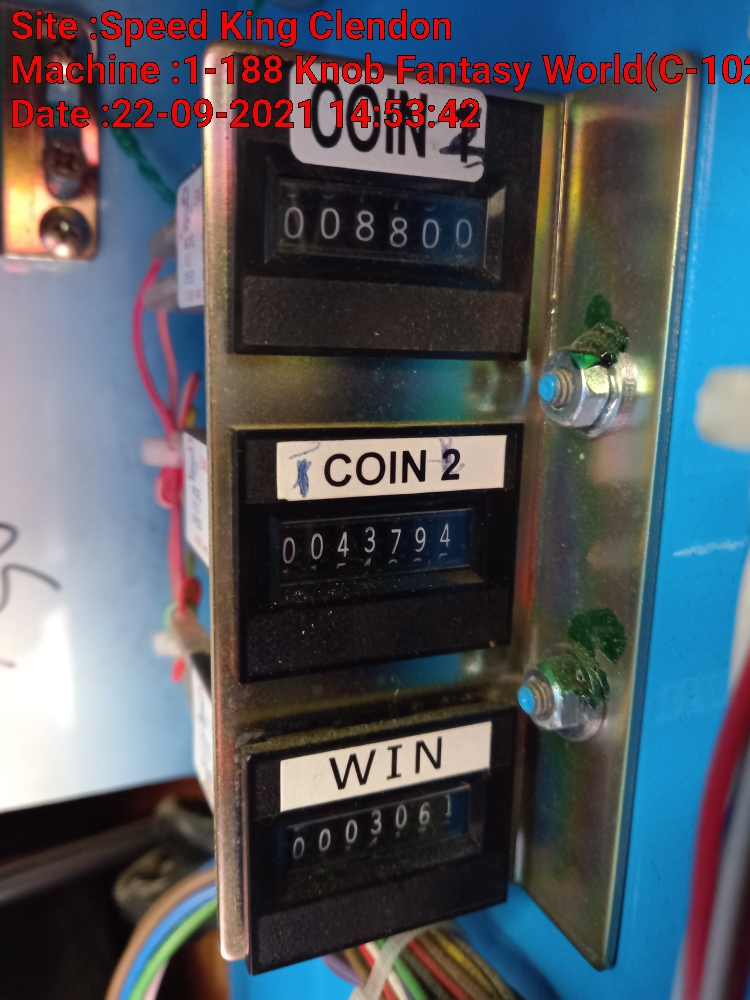 Site :Speed King Clendon
Machine :1-188 Knob Fantasy World(C-102
Date :22-09-2021 14:53:42
COIN
008800
COIN 2
0043794
WIN
0003061